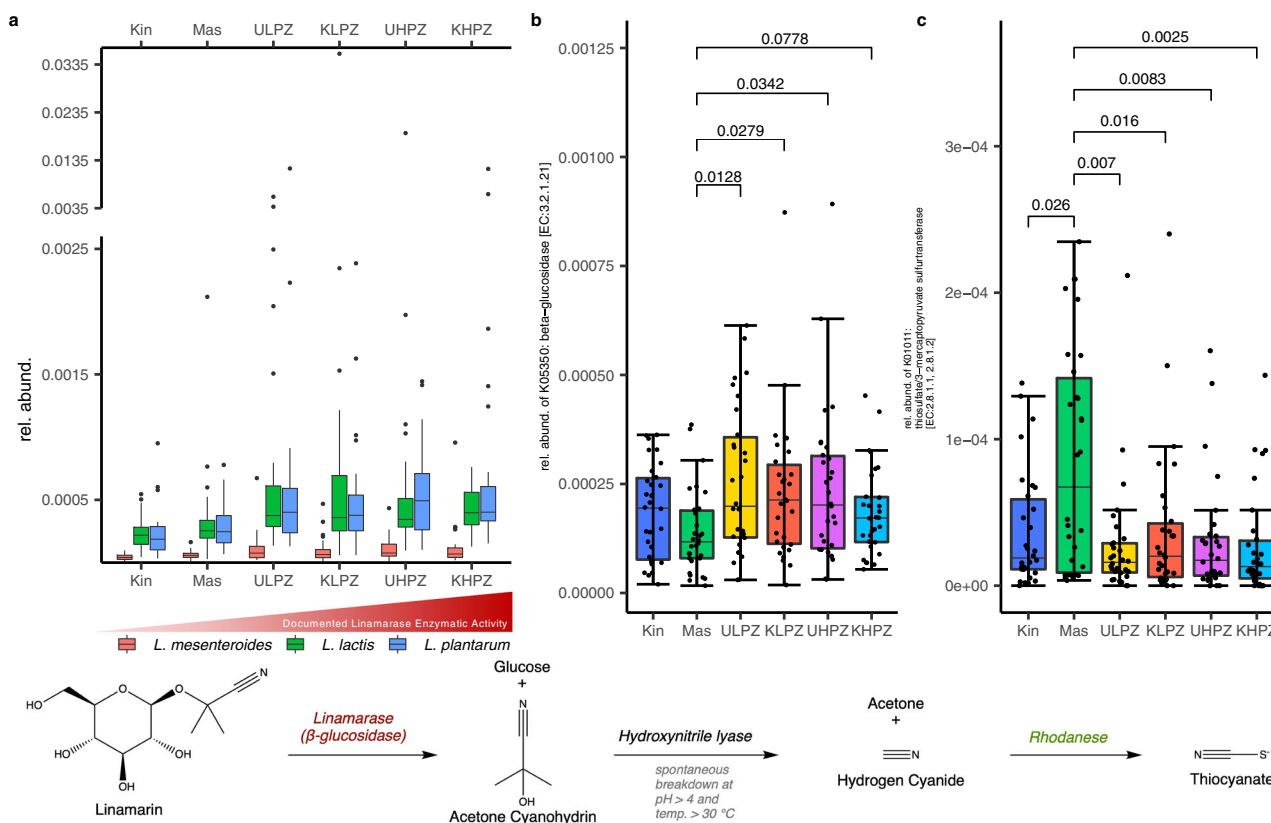 a
Kin Mas ULPZ KLPZ UHPZ KHPZ
0.0335
0.0235
0.0135
0.0035
0.0025
0.0015
0.0005
rel. abund.
Kin Mas ULPZ KLPZ UHPZ KHPZ
Documented Linamarase Enzymatic Activity
L. mesenteroides L. lactis L. plantarum
b
0.00125
0.00100
0.00075
0.00050
0.00025
0.00000
rel. abund. of K05350: beta−glucosidase [EC:3.2.1.21]
0.0778
0.0342
0.0279
0.0128
Kin Mas ULPZ KLPZ UHPZ KHPZ
c
3e−04
2e−04
1e−04
0e+00
rel. abund. of K01011:
thiosulfate/3−mercaptopyruvate sulfurtransferase
[EC:2.8.1.1, 2.8.1.2]
0.0025
0.0083
0.016
0.007
0.026
Kin Mas ULPZ KLPZ UHPZ KHPZ
HO
O
O
N
HO
OH
OH
Linamarin
Linamarase
(β-glucosidase)
Glucose
+
N
OH
Acetone Cyanohydrin
Hydroxynitrile lyase
spontaneous
breakdown at
pH > 4 and
temp. > 30 °C
Acetone
+
N
Hydrogen Cyanide
Rhodanese
N S-
Thiocyanate